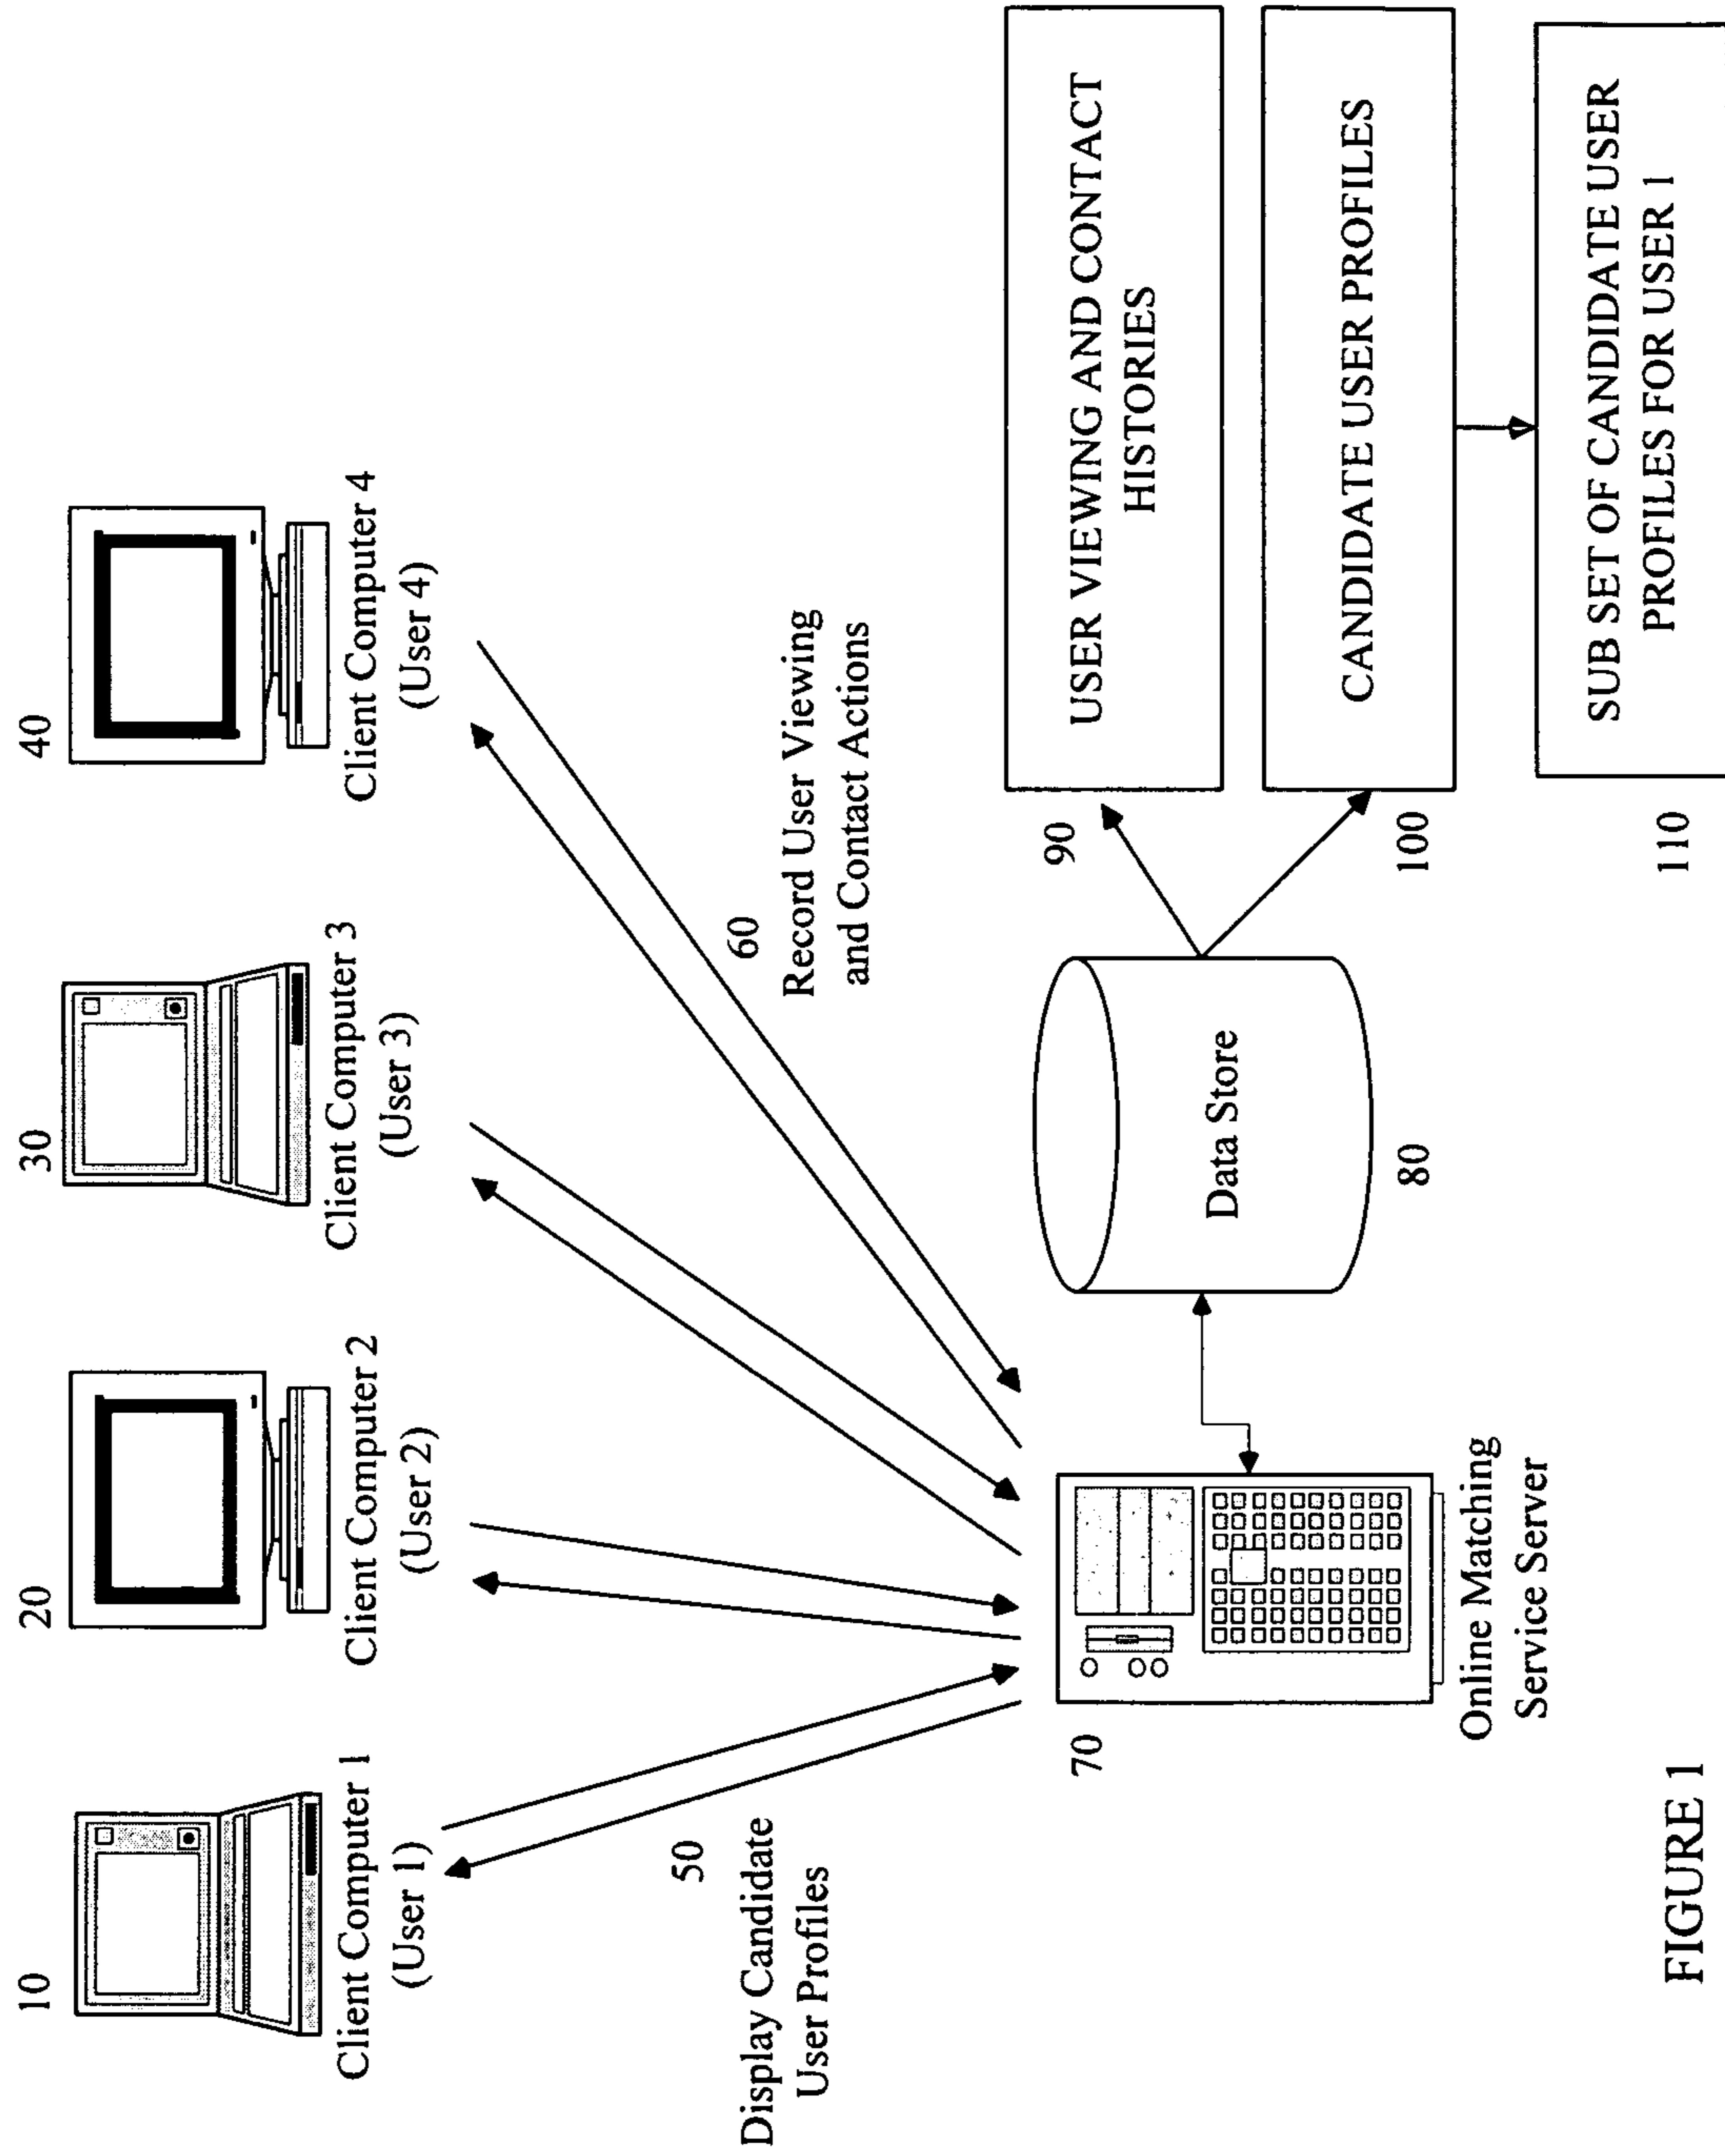 10
20
30
40
Client Computer 1
(User 1)
Client Computer 2
(User 2)
Client Computer 3
(User 3)
Client Computer 4
(User 4)
50
Display Candidate
User Profiles
60
Record User Viewing
and Contact Actions
70
Online Matching
Service Server
Data Store
80
90
USER VIEWING AND CONTACT
HISTORIES
100
CANDIDATE USER PROFILES
110
SUB SET OF CANDIDATE USER
PROFILES FOR USER 1
FIGURE 1